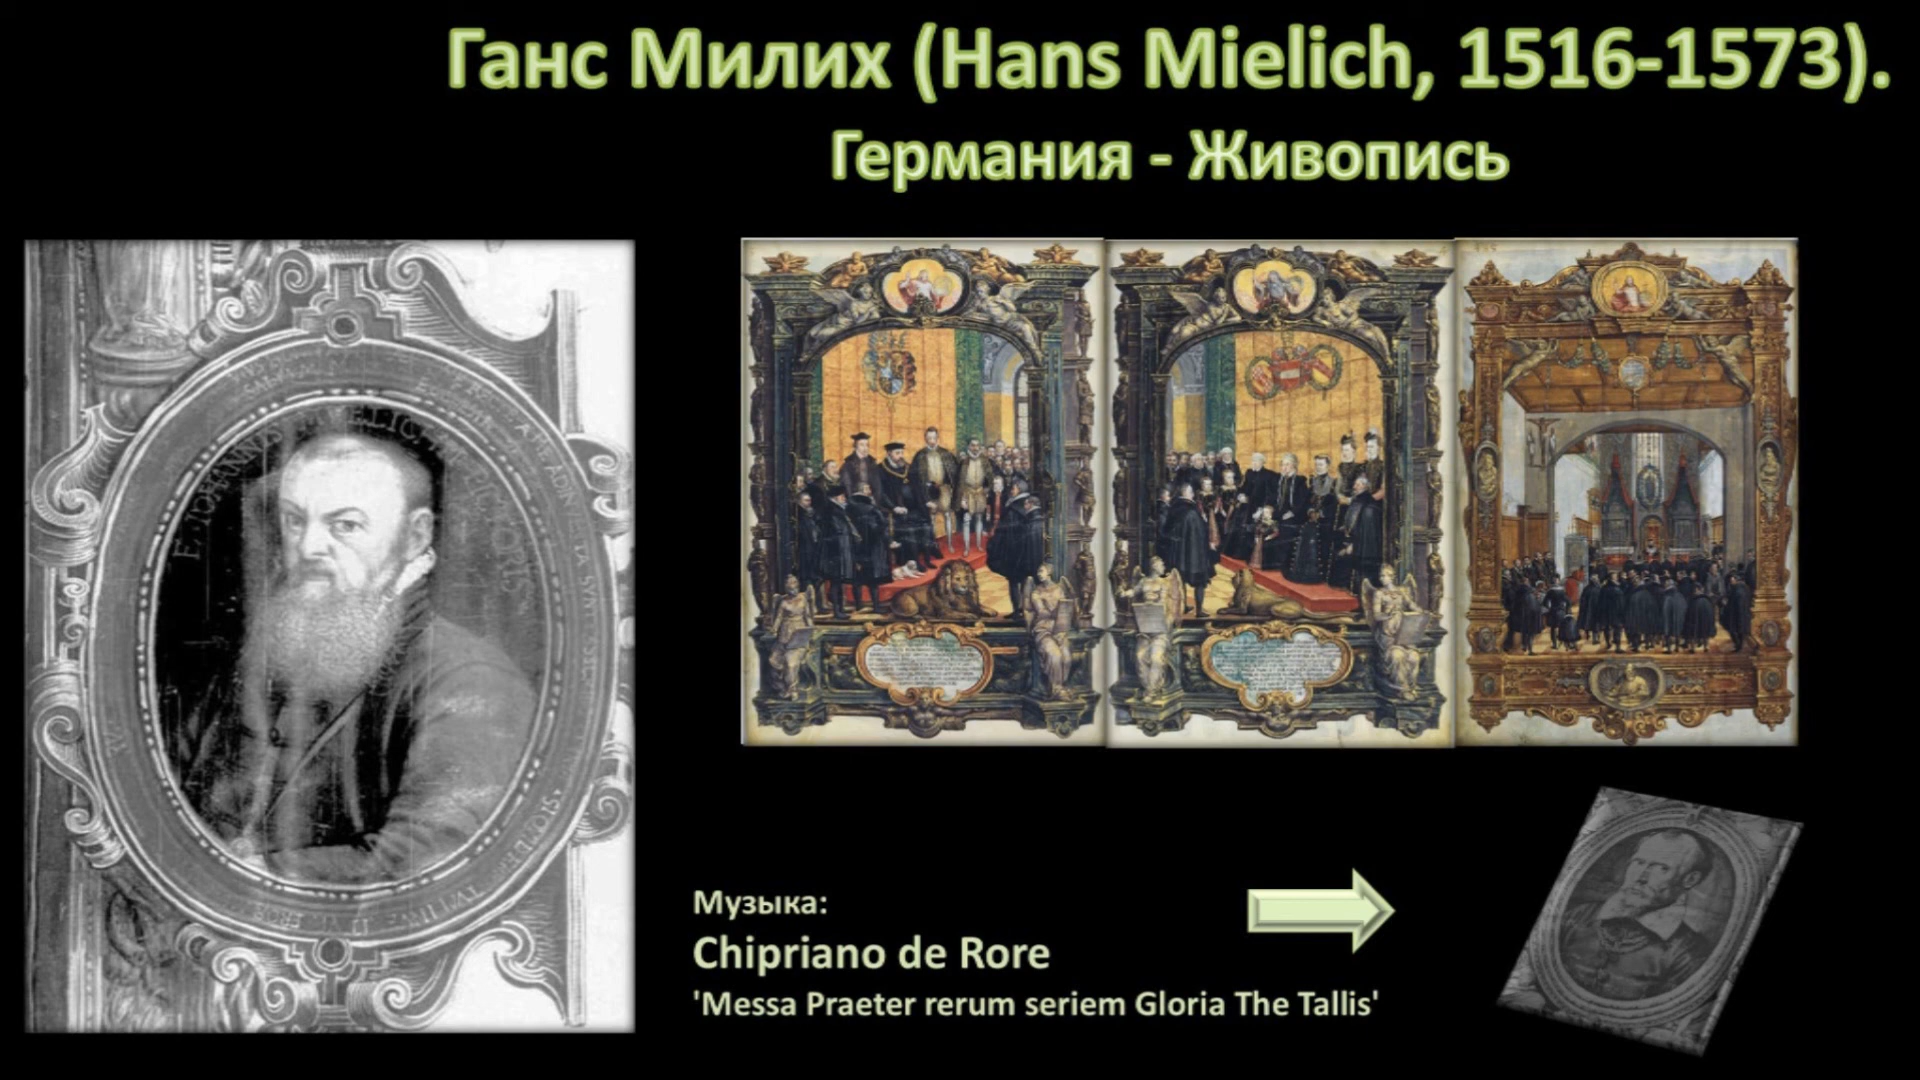 Ганс Милих (Hans Mielich, 1516-1573).
Германия - Живопись
Музыка:
Chipriano de Rore
'Messa Praeter rerum seriem Gloria The Tallis'